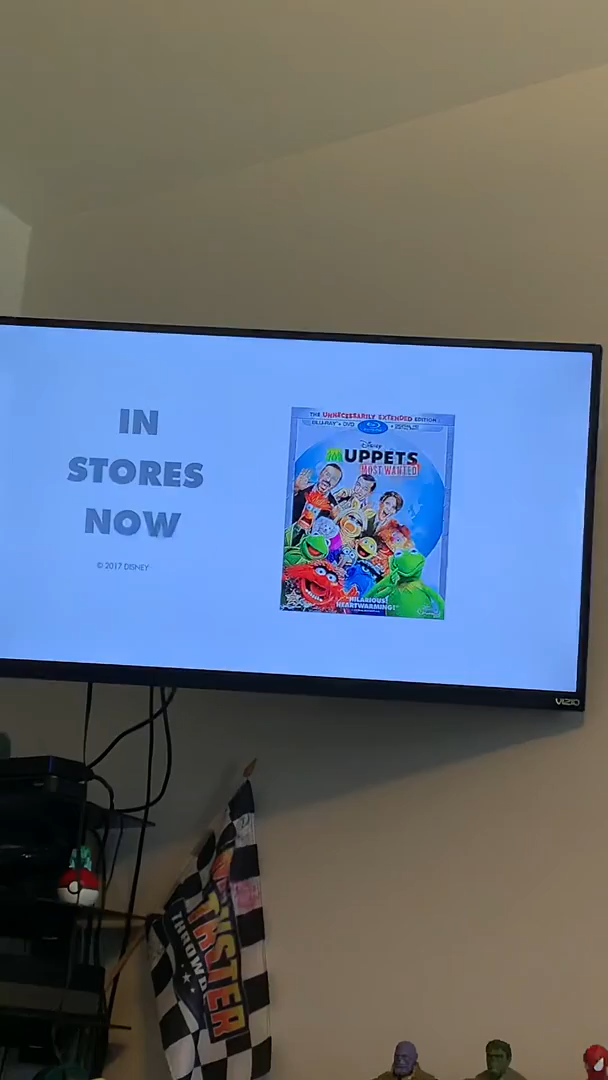 IN
STORES
NOW
© 2017 DISNEY
THE UNNECESSARILY EXTENDED EDITION
BLU-RAY + DVD
Disney
MUPPETS
MOST WANTED
"HILARIOUS!
HEARTWARMING!"
VIZIO
THROW